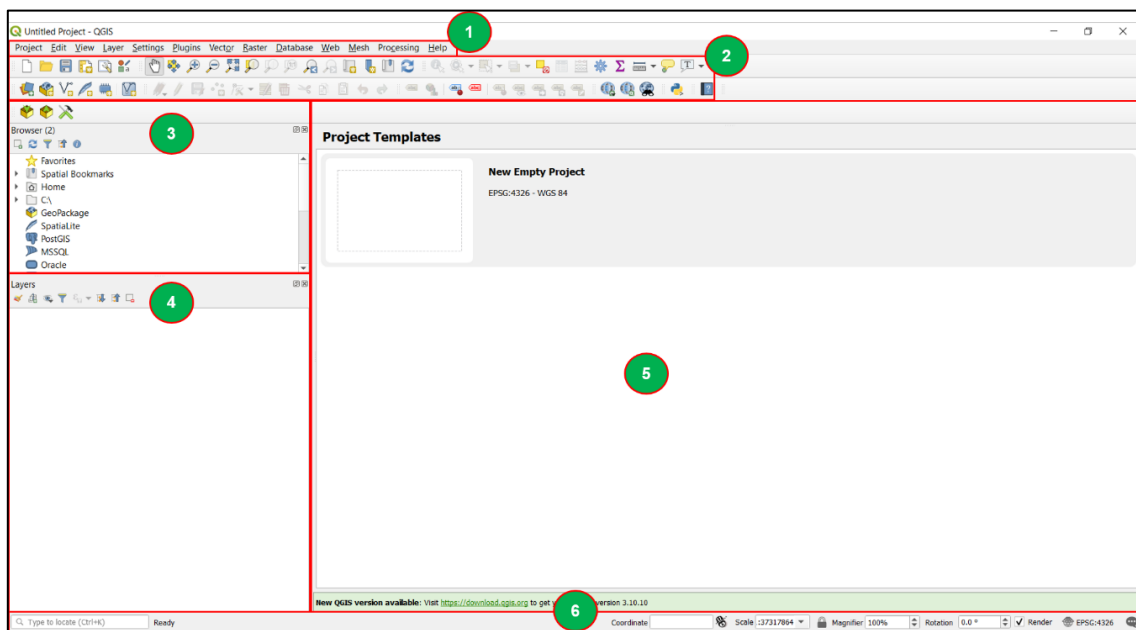 Untitled Project - QGIS
1
Project Edit View Layer Settings Plugins Vector Raster Database Web Mesh Processing Help
2
3
Browser (2)
Favorites
Spatial Bookmarks
Home
C:\
GeoPackage
SpatiaLite
PostGIS
MSSQL
Oracle
Layers
4
Project Templates
New Empty Project
EPSG:4326 - WGS 84
5
New QGIS version available: Visit https://download.qgis.org to get version 3.10.10
6
Type to locate (Ctrl+K) Ready Coordinate Scale :37317864 Magnifier 100% Rotation 0.0 ° Render EPSG:4326